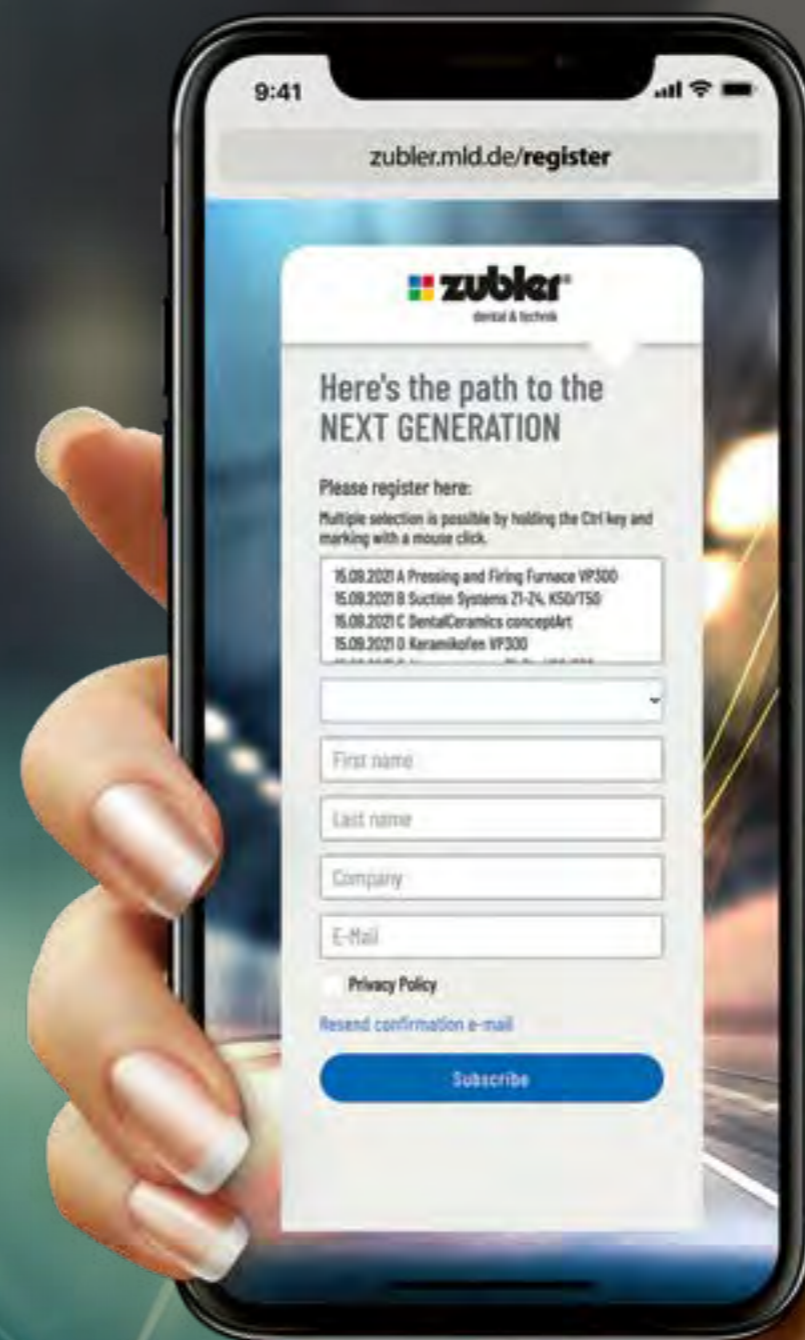 9:41
zubler.mld.de/register
zubler®
dental & technik
Here's the path to the
NEXT GENERATION
Please register here:
Multiple selection is possible by holding the Ctrl key and
marking with a mouse click.
15.09.2021 A Pressing and Firing Furnace VP300
15.09.2021 B Suction Systems Z1-Z4, K50/T50
15.09.2021 C DentalCeramics conceptArt
15.09.2021 D Keramikofen VP300
First name
Last name
Company
E-Mail
Privacy Policy
Resend confirmation e-mail
Subscribe